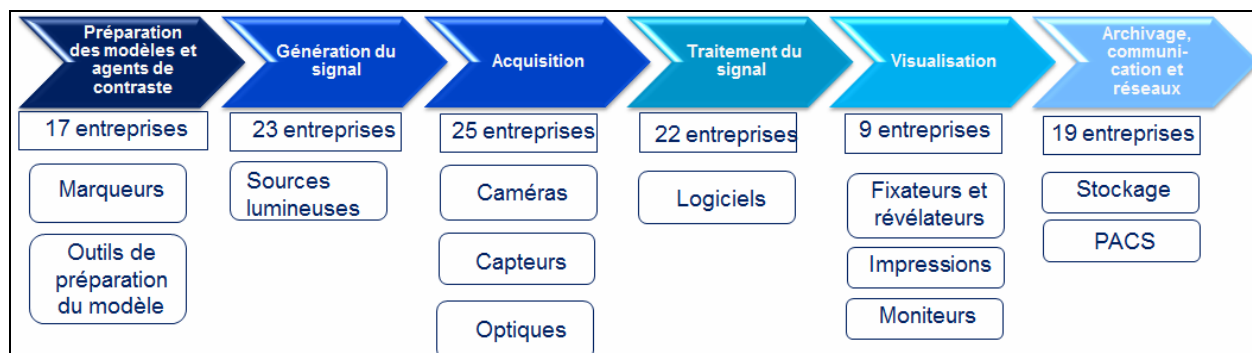 Préparation
des modèles et
agents de
contraste
Génération du
signal
Acquisition
Traitement du
signal
Visualisation
Archivage,
communi-
cation et
réseaux
17 entreprises
23 entreprises
25 entreprises
22 entreprises
9 entreprises
19 entreprises
Marqueurs
Outils de
préparation
du modèle
Sources
lumineuses
Caméras
Capteurs
Optiques
Logiciels
Fixateurs et
révélateurs
Impressions
Moniteurs
Stockage
PACS